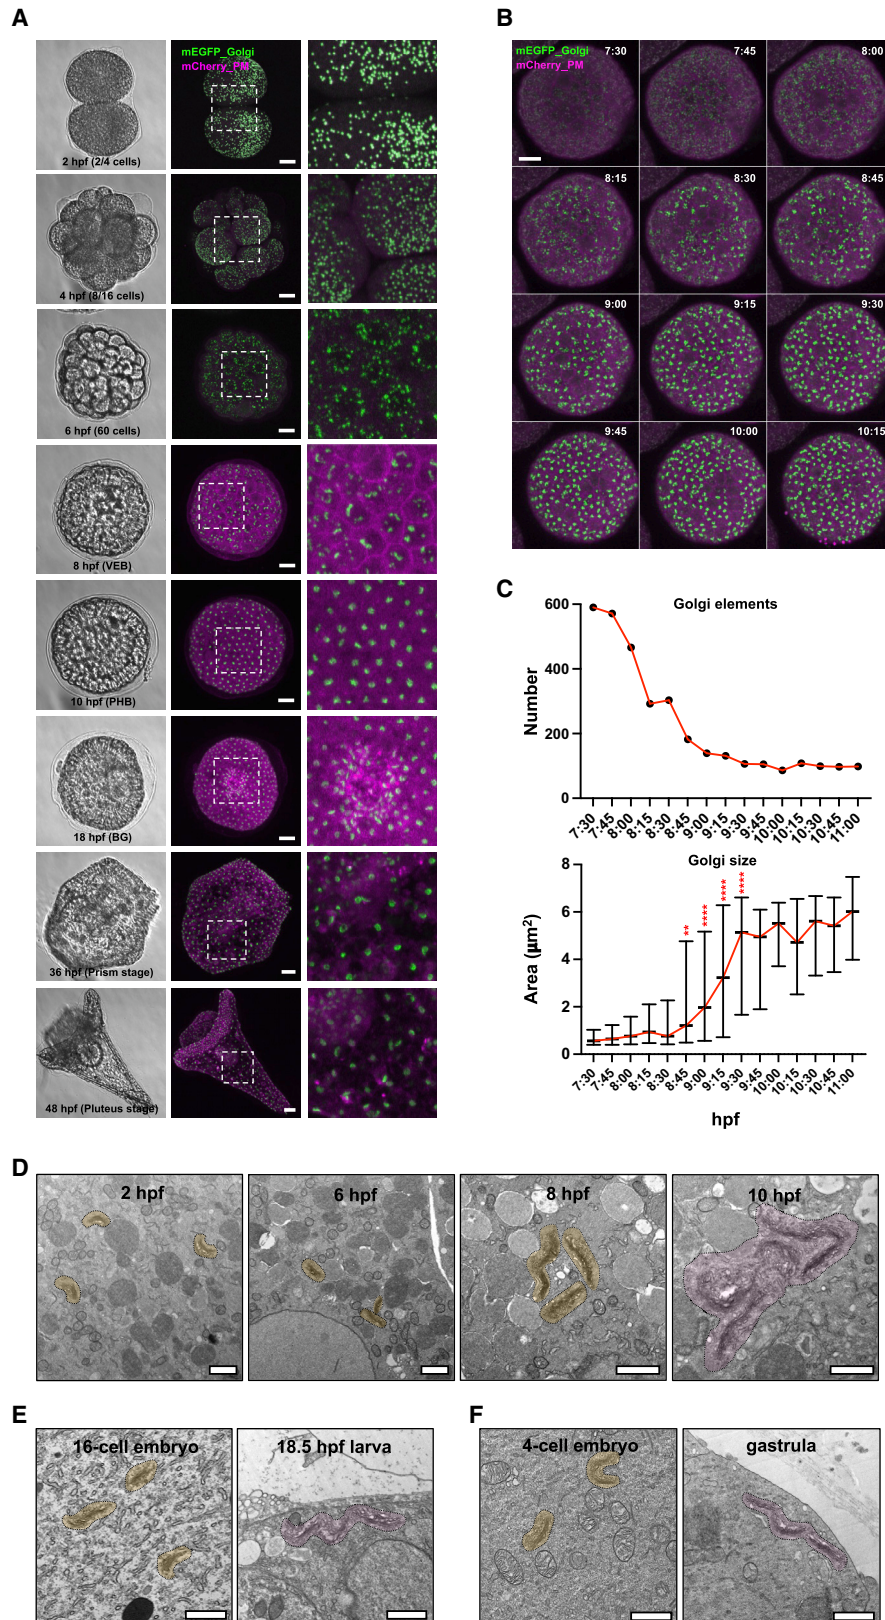 A
mEGFP_Golgi
mCherry_PM
2 hpf (2/4 cells)
4 hpf (8/16 cells)
6 hpf (60 cells)
8 hpf (VEB)
10 hpf (PHB)
18 hpf (BG)
36 hpf (Prism stage)
48 hpf (Pluteus stage)
B
mEGFP_Golgi
mCherry_PM
7:30
7:45
8:00
8:15
8:30
8:45
9:00
9:15
9:30
9:45
10:00
10:15
C
Golgi elements
Number
600
400
200
0
7:30
7:45
8:00
8:15
8:30
8:45
9:00
9:15
9:30
9:45
10:00
10:15
10:30
10:45
11:00
Golgi size
Area (µm²)
8
6
4
2
0
**
****
****
****
7:30
7:45
8:00
8:15
8:30
8:45
9:00
9:15
9:30
9:45
10:00
10:15
10:30
10:45
11:00
hpf
D
2 hpf
6 hpf
8 hpf
10 hpf
E
16-cell embryo
18.5 hpf larva
F
4-cell embryo
gastrula